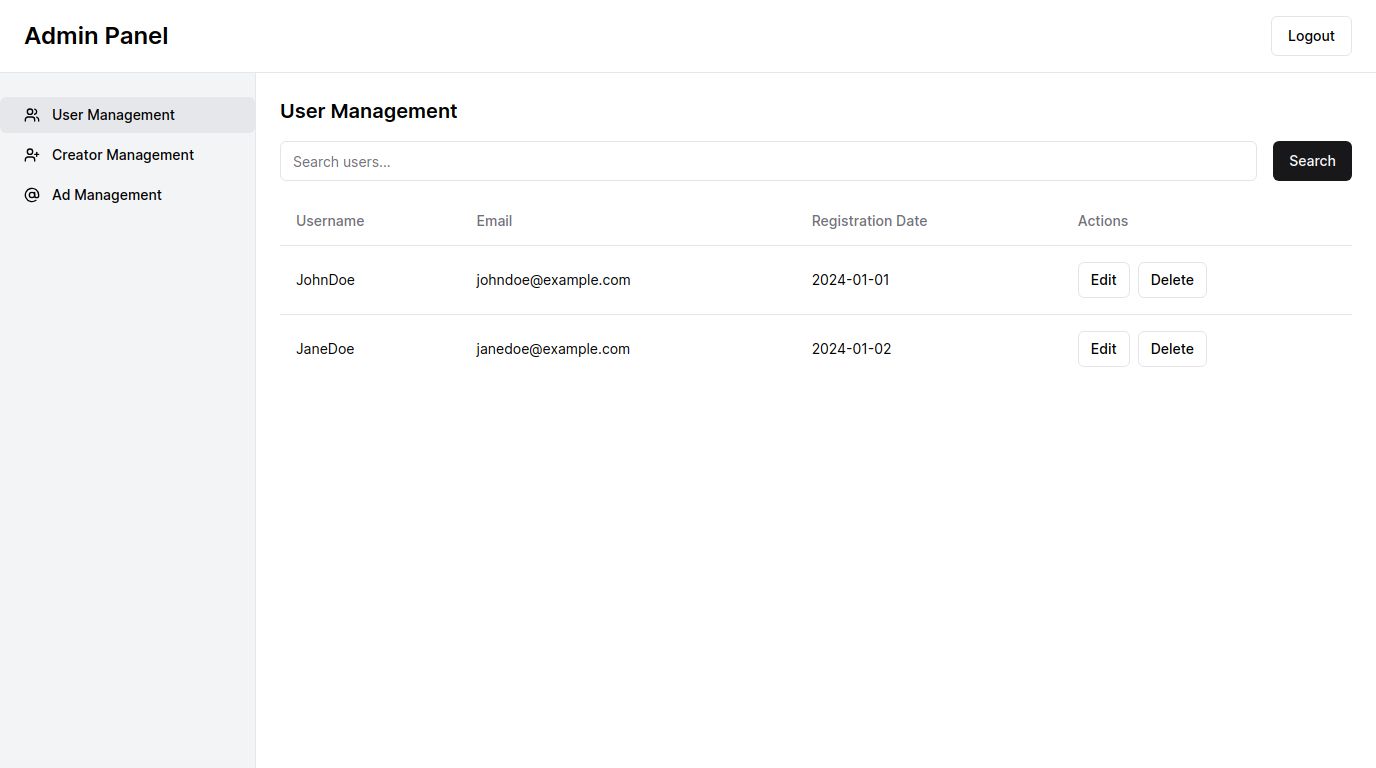 Admin Panel
Logout
User Management
Creator Management
Ad Management
User Management
Search users...
Search
Username Email Registration Date Actions
JohnDoe johndoe@example.com 2024-01-01 Edit Delete
JaneDoe janedoe@example.com 2024-01-02 Edit Delete